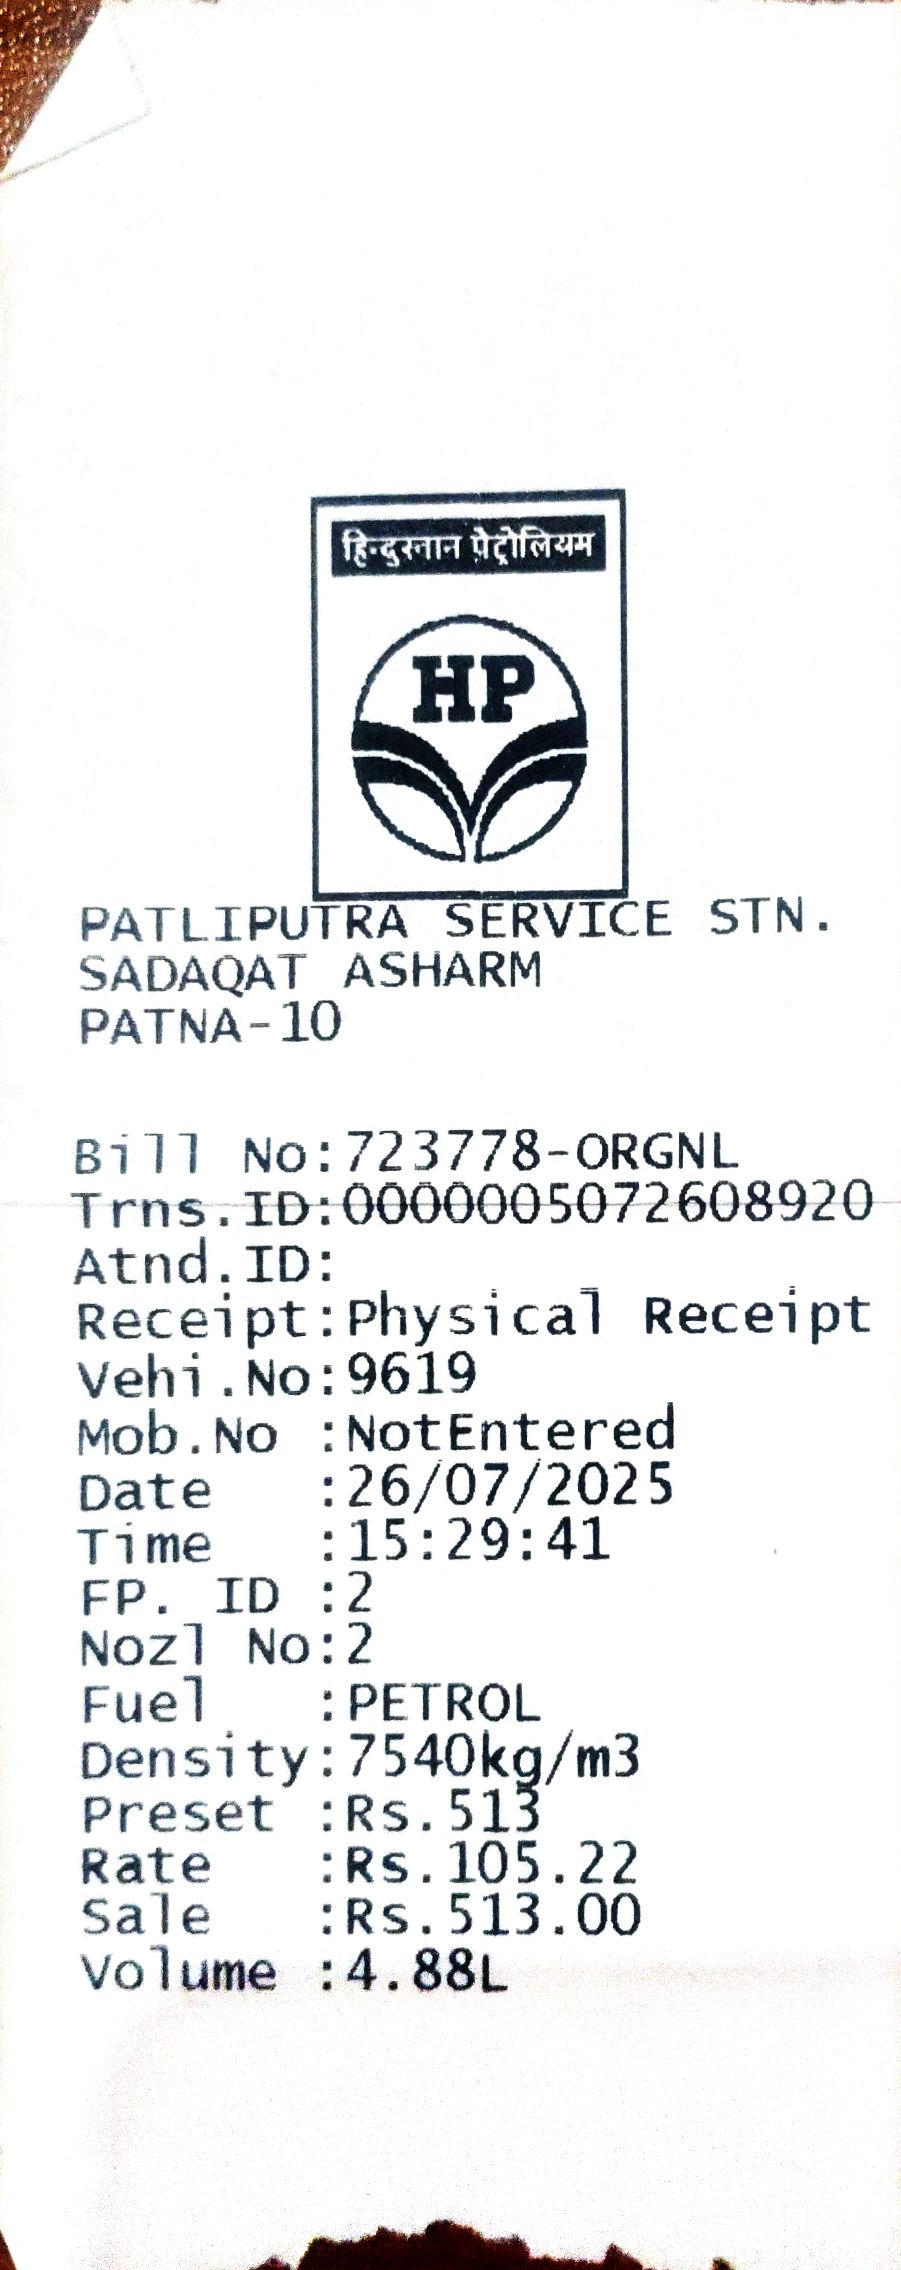 हिन्दुस्तान पेट्रोलियम
HP
PATLIPUTRA SERVICE STN.
SADAQAT ASHARM
PATNA-10
Bill No:723778-ORGNL
Trns.ID:0000005072608920
Atnd.ID:
Receipt:Physical Receipt
Vehi.No:9619
Mob.No :NotEntered
Date   :26/07/2025
Time   :15:29:41
FP. ID :2
Nozl No:2
Fuel   :PETROL
Density:7540kg/m3
Preset :Rs.513
Rate   :Rs.105.22
Sale   :Rs.513.00
Volume :4.88L